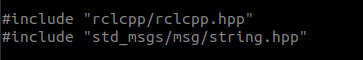 #include "rclcpp/rclcpp.hpp"
#include "std_msgs/msg/string.hpp"